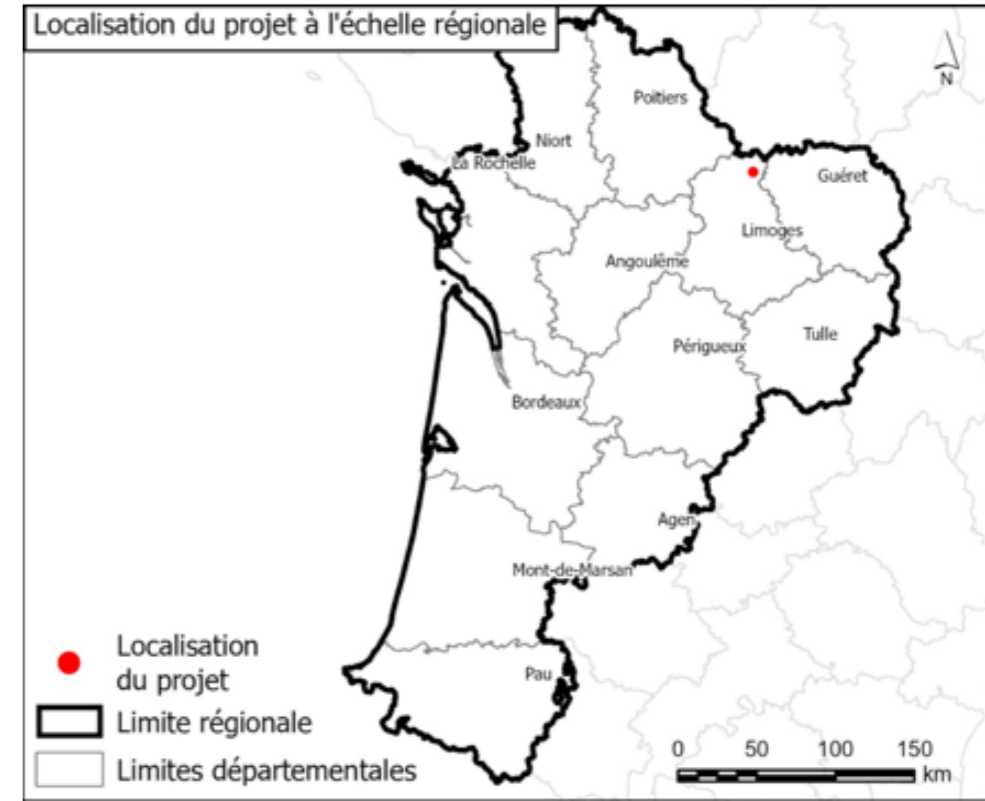 Localisation du projet à l'échelle régionale
N
Poitiers
Niort
La Rochelle
Guéret
Limoges
Angoulême
Tulle
Périgueux
Bordeaux
Agen
Mont-de-Marsan
Pau
Localisation
du projet
Limite régionale
Limites départementales
0 50 100 150
km